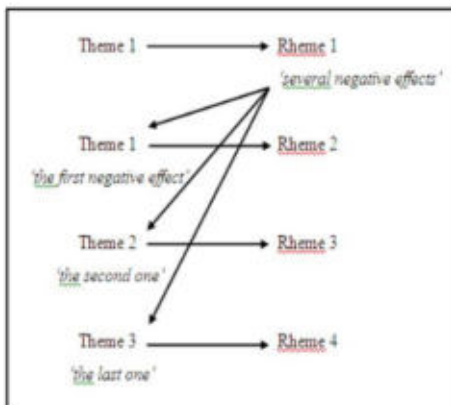 Theme 1 Rheme 1
‘several negative effects’
Theme 1 Rheme 2
‘the first negative effect’
Theme 2 Rheme 3
‘the second one’
Theme 3 Rheme 4
‘the last one’